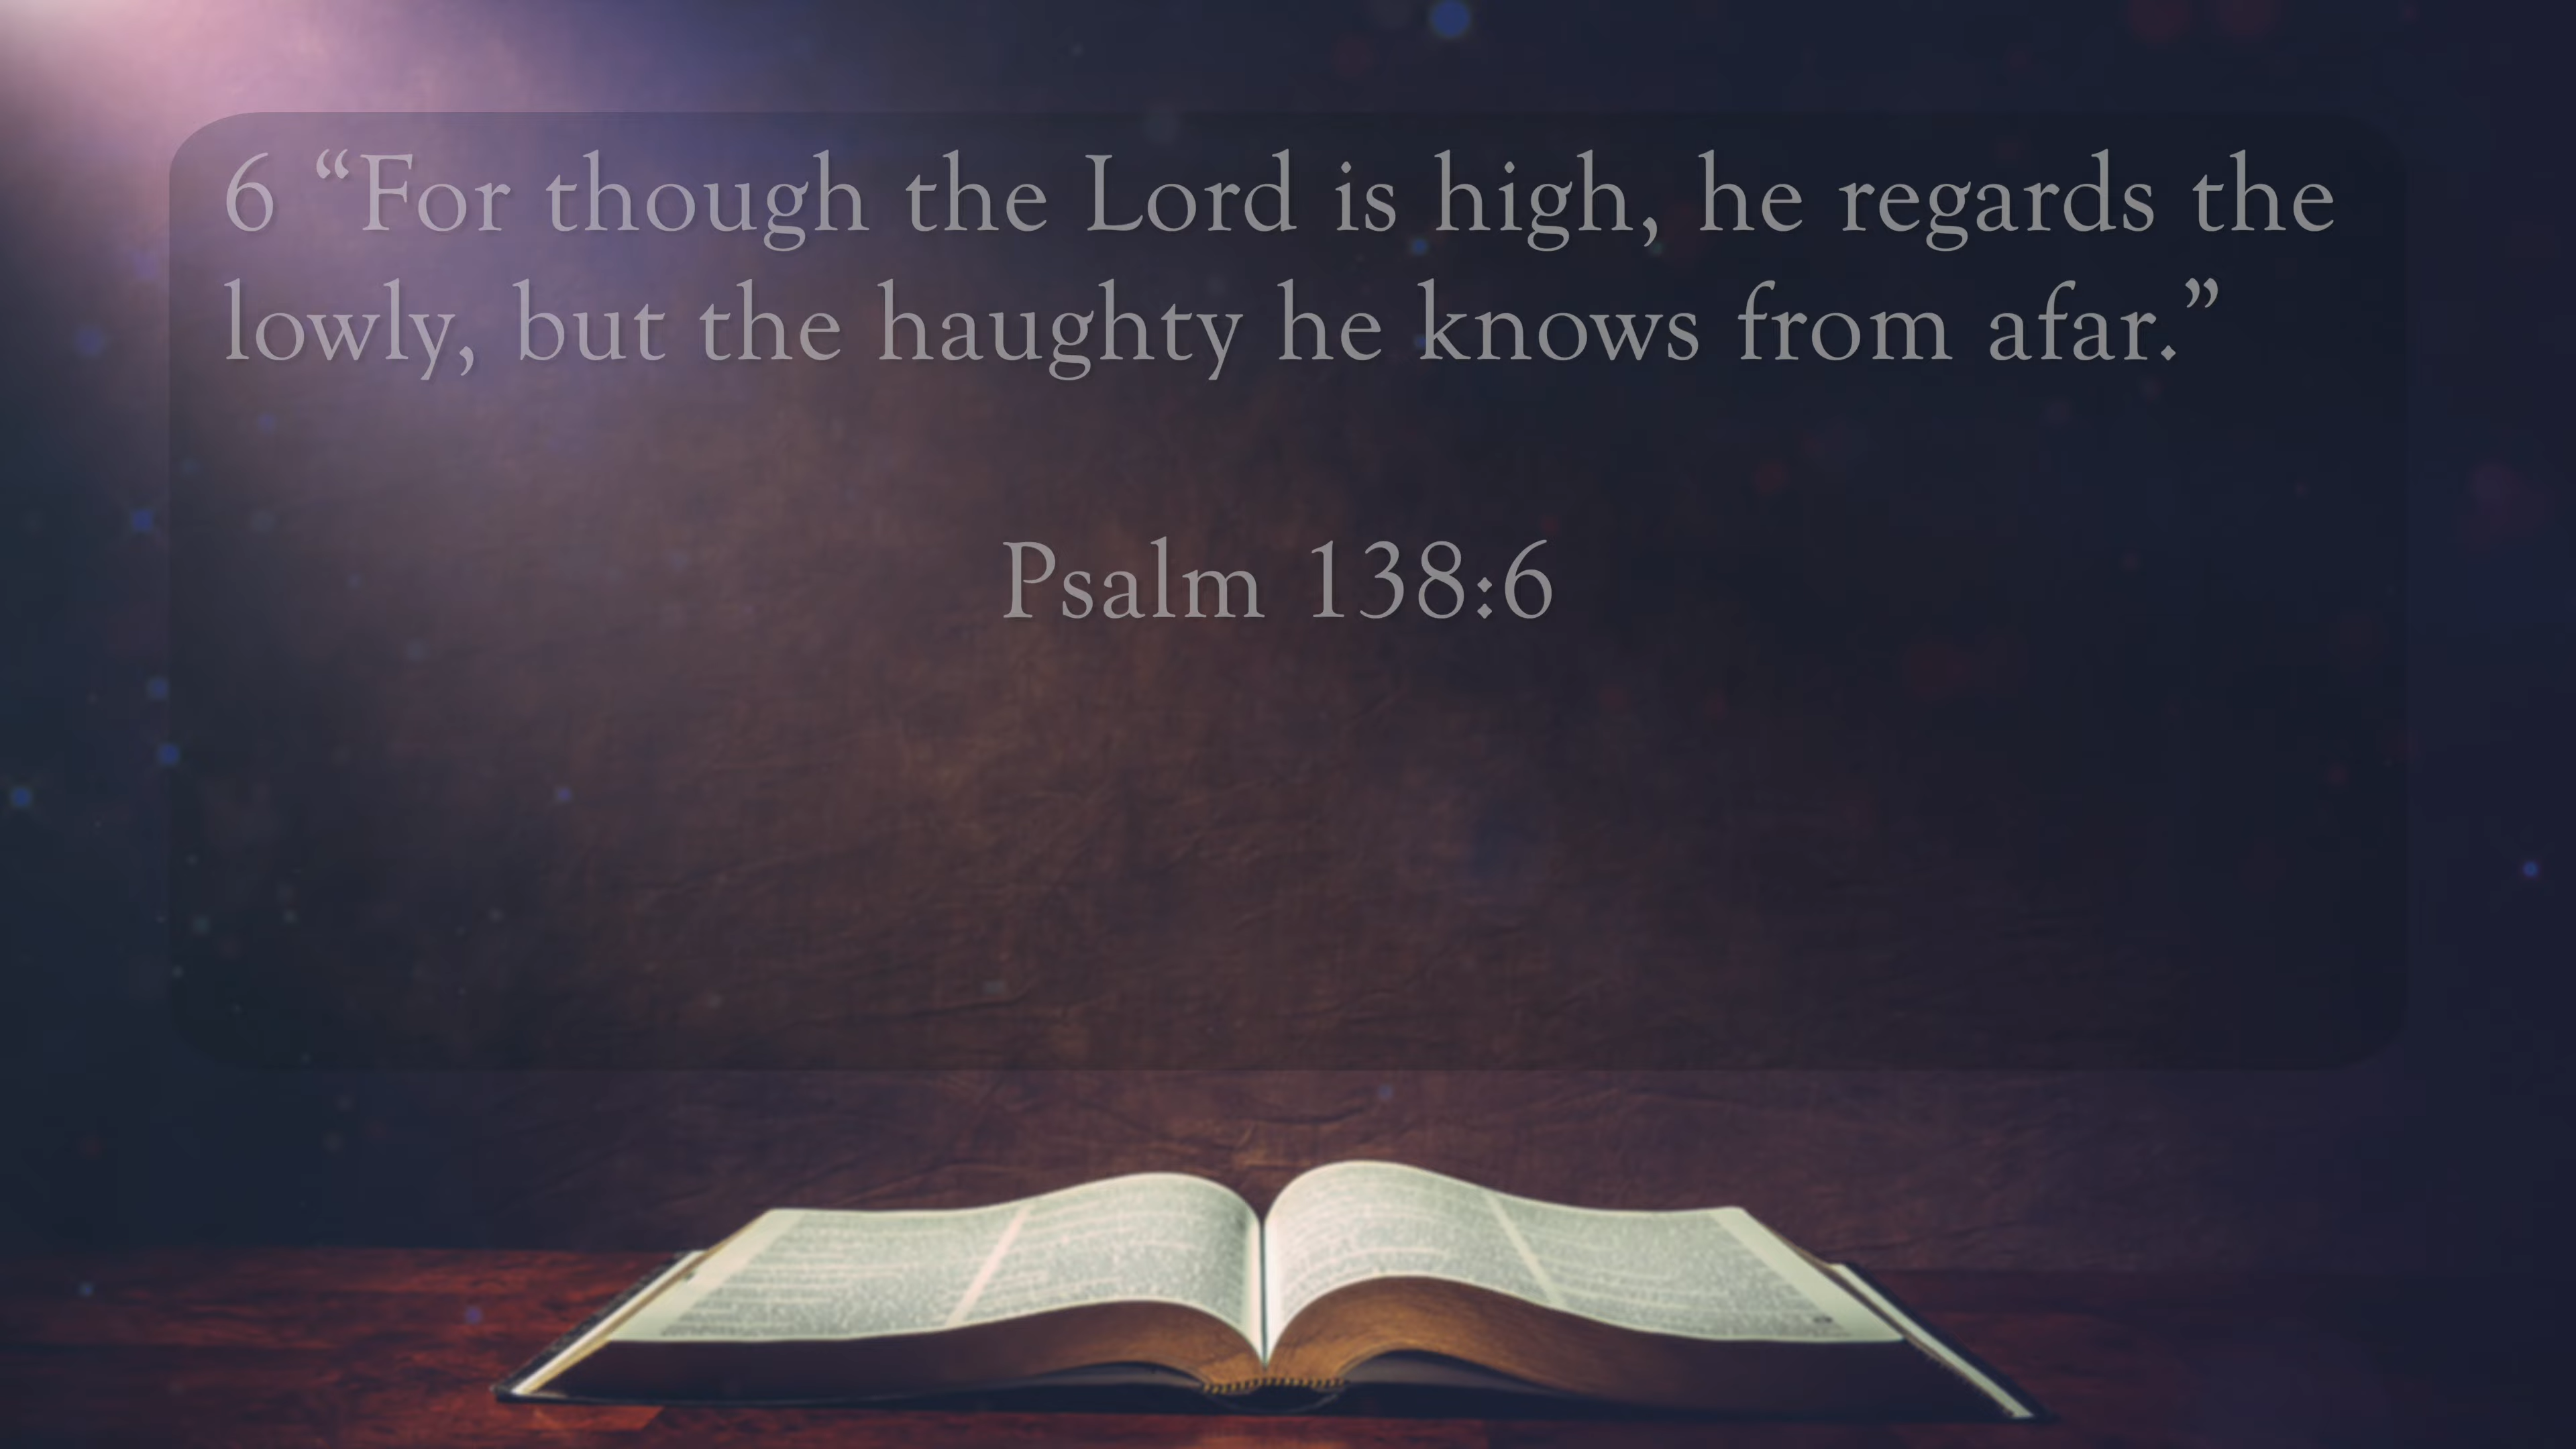 6 “For though the Lord is high, he regards the
lowly, but the haughty he knows from afar.”
Psalm 138:6